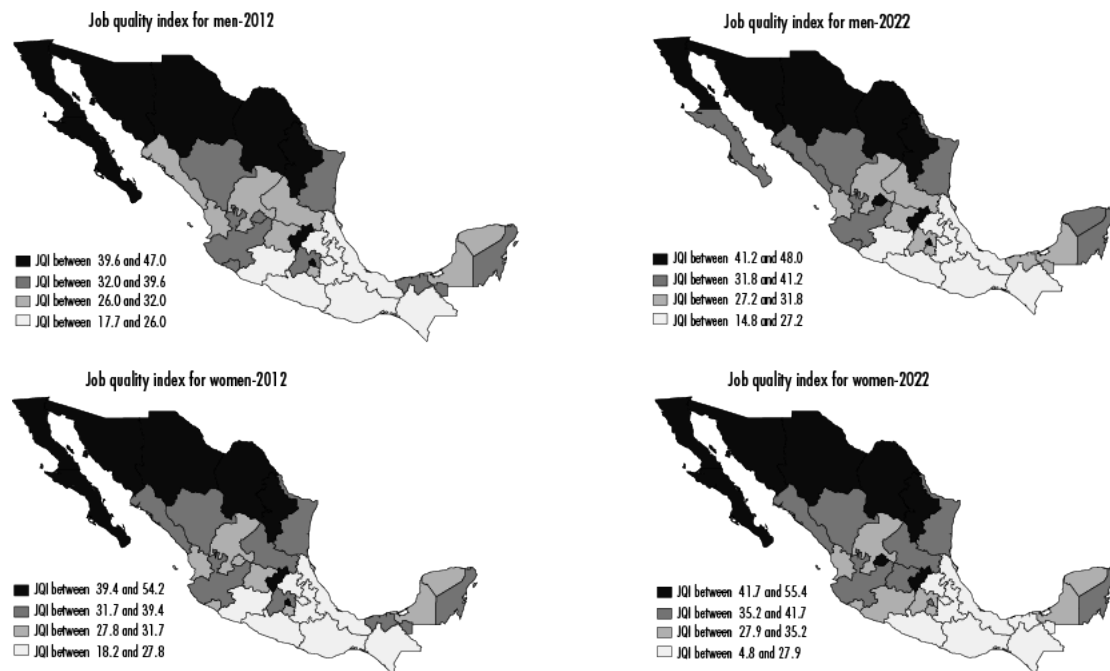 Job quality index for men-2012
JQI between 39.6 and 47.0
JQI between 32.0 and 39.6
JQI between 26.0 and 32.0
JQI between 17.7 and 26.0
Job quality index for men-2022
JQI between 41.2 and 48.0
JQI between 31.8 and 41.2
JQI between 27.2 and 31.8
JQI between 14.8 and 27.2
Job quality index for women-2012
JQI between 39.4 and 54.2
JQI between 31.7 and 39.4
JQI between 27.8 and 31.7
JQI between 18.2 and 27.8
Job quality index for women-2022
JQI between 41.7 and 55.4
JQI between 35.2 and 41.7
JQI between 27.9 and 35.2
JQI between 4.8 and 27.9